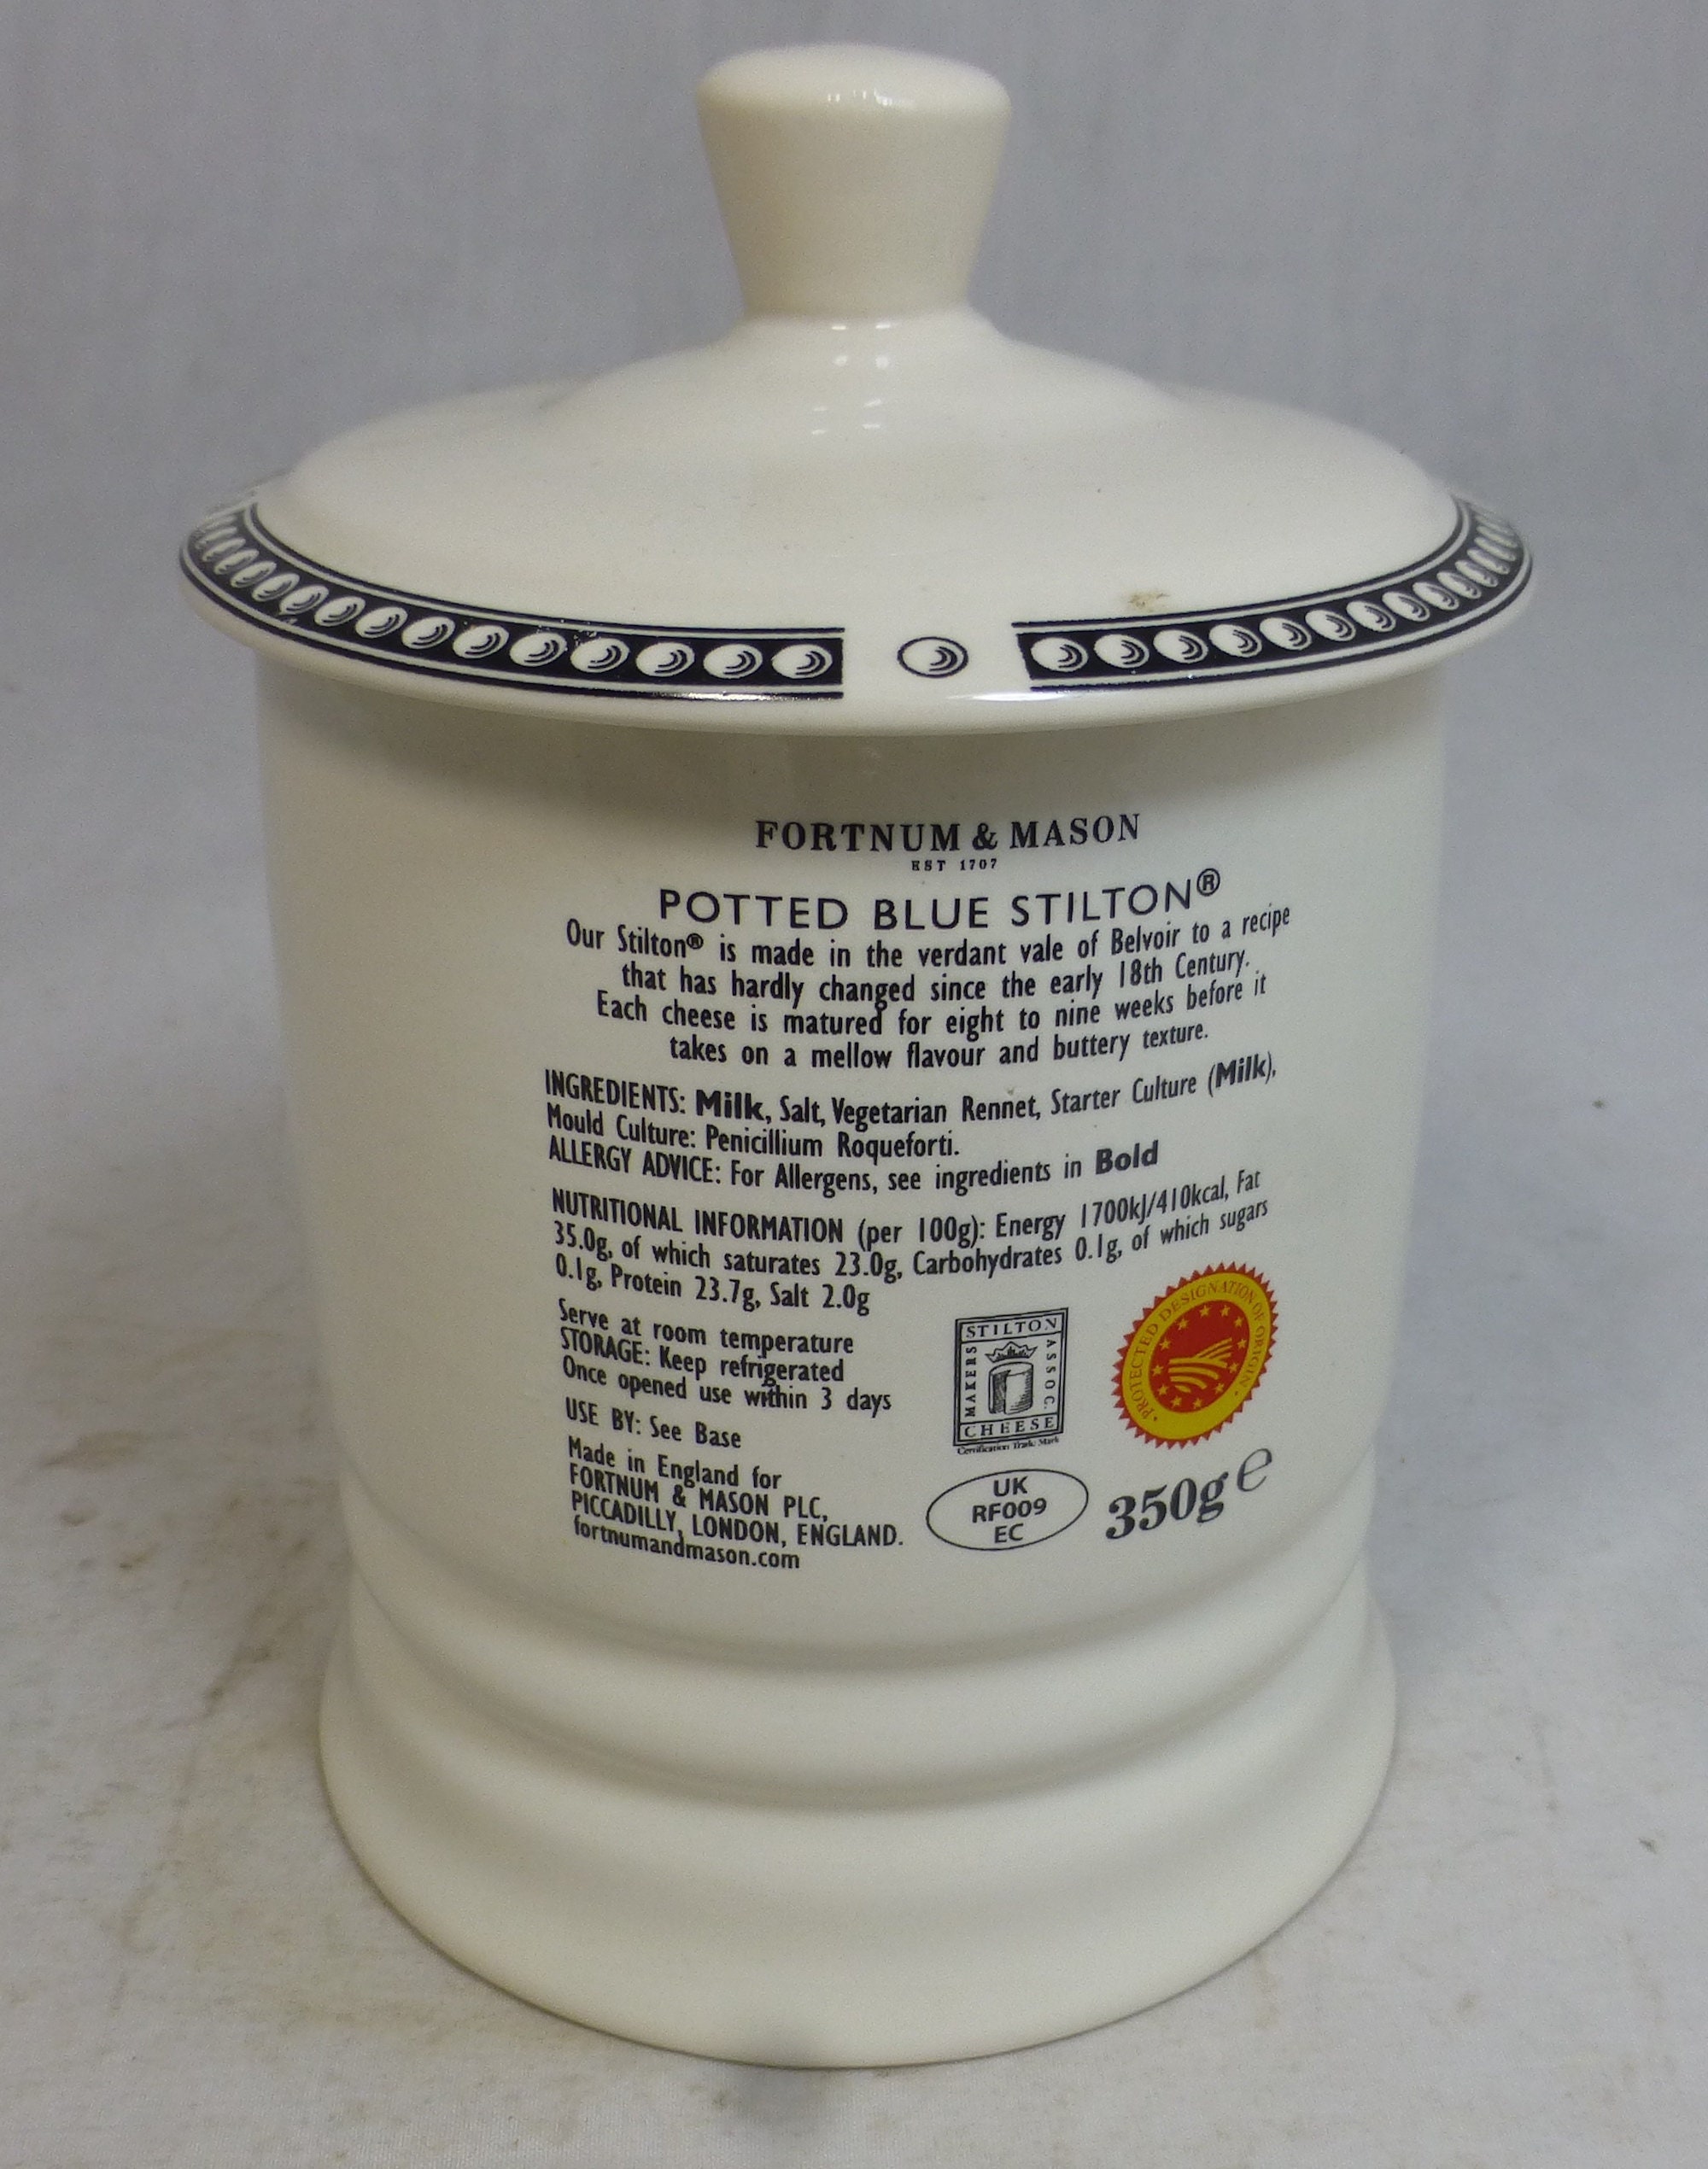 FORTNUM & MASON
EST 1707
POTTED BLUE STILTON®
Our Stilton® is made in the verdant vale of Belvoir to a recipe
that has hardly changed since the early 18th Century.
Each cheese is matured for eight to nine weeks before it
takes on a mellow flavour and buttery texture.
INGREDIENTS: Milk, Salt, Vegetarian Rennet, Starter Culture (Milk),
Mould Culture: Penicillium Roqueforti.
ALLERGY ADVICE: For Allergens, see ingredients in Bold
NUTRITIONAL INFORMATION (per 100g): Energy 1700kJ/410kcal, Fat
35.0g, of which saturates 23.0g, Carbohydrates 0.1g, of which sugars
0.1g, Protein 23.7g, Salt 2.0g
Serve at room temperature
STORAGE: Keep refrigerated
Once opened use within 3 days
USE BY: See Base
Made in England for
FORTNUM & MASON PLC,
PICCADILLY, LONDON, ENGLAND.
fortnumandmason.com
STILTON
MAKERS
ASSOC.
CHEESE
Certification Trade Mark
PROTECTED DESIGNATION OF ORIGIN
UK
RF009
EC
350g e